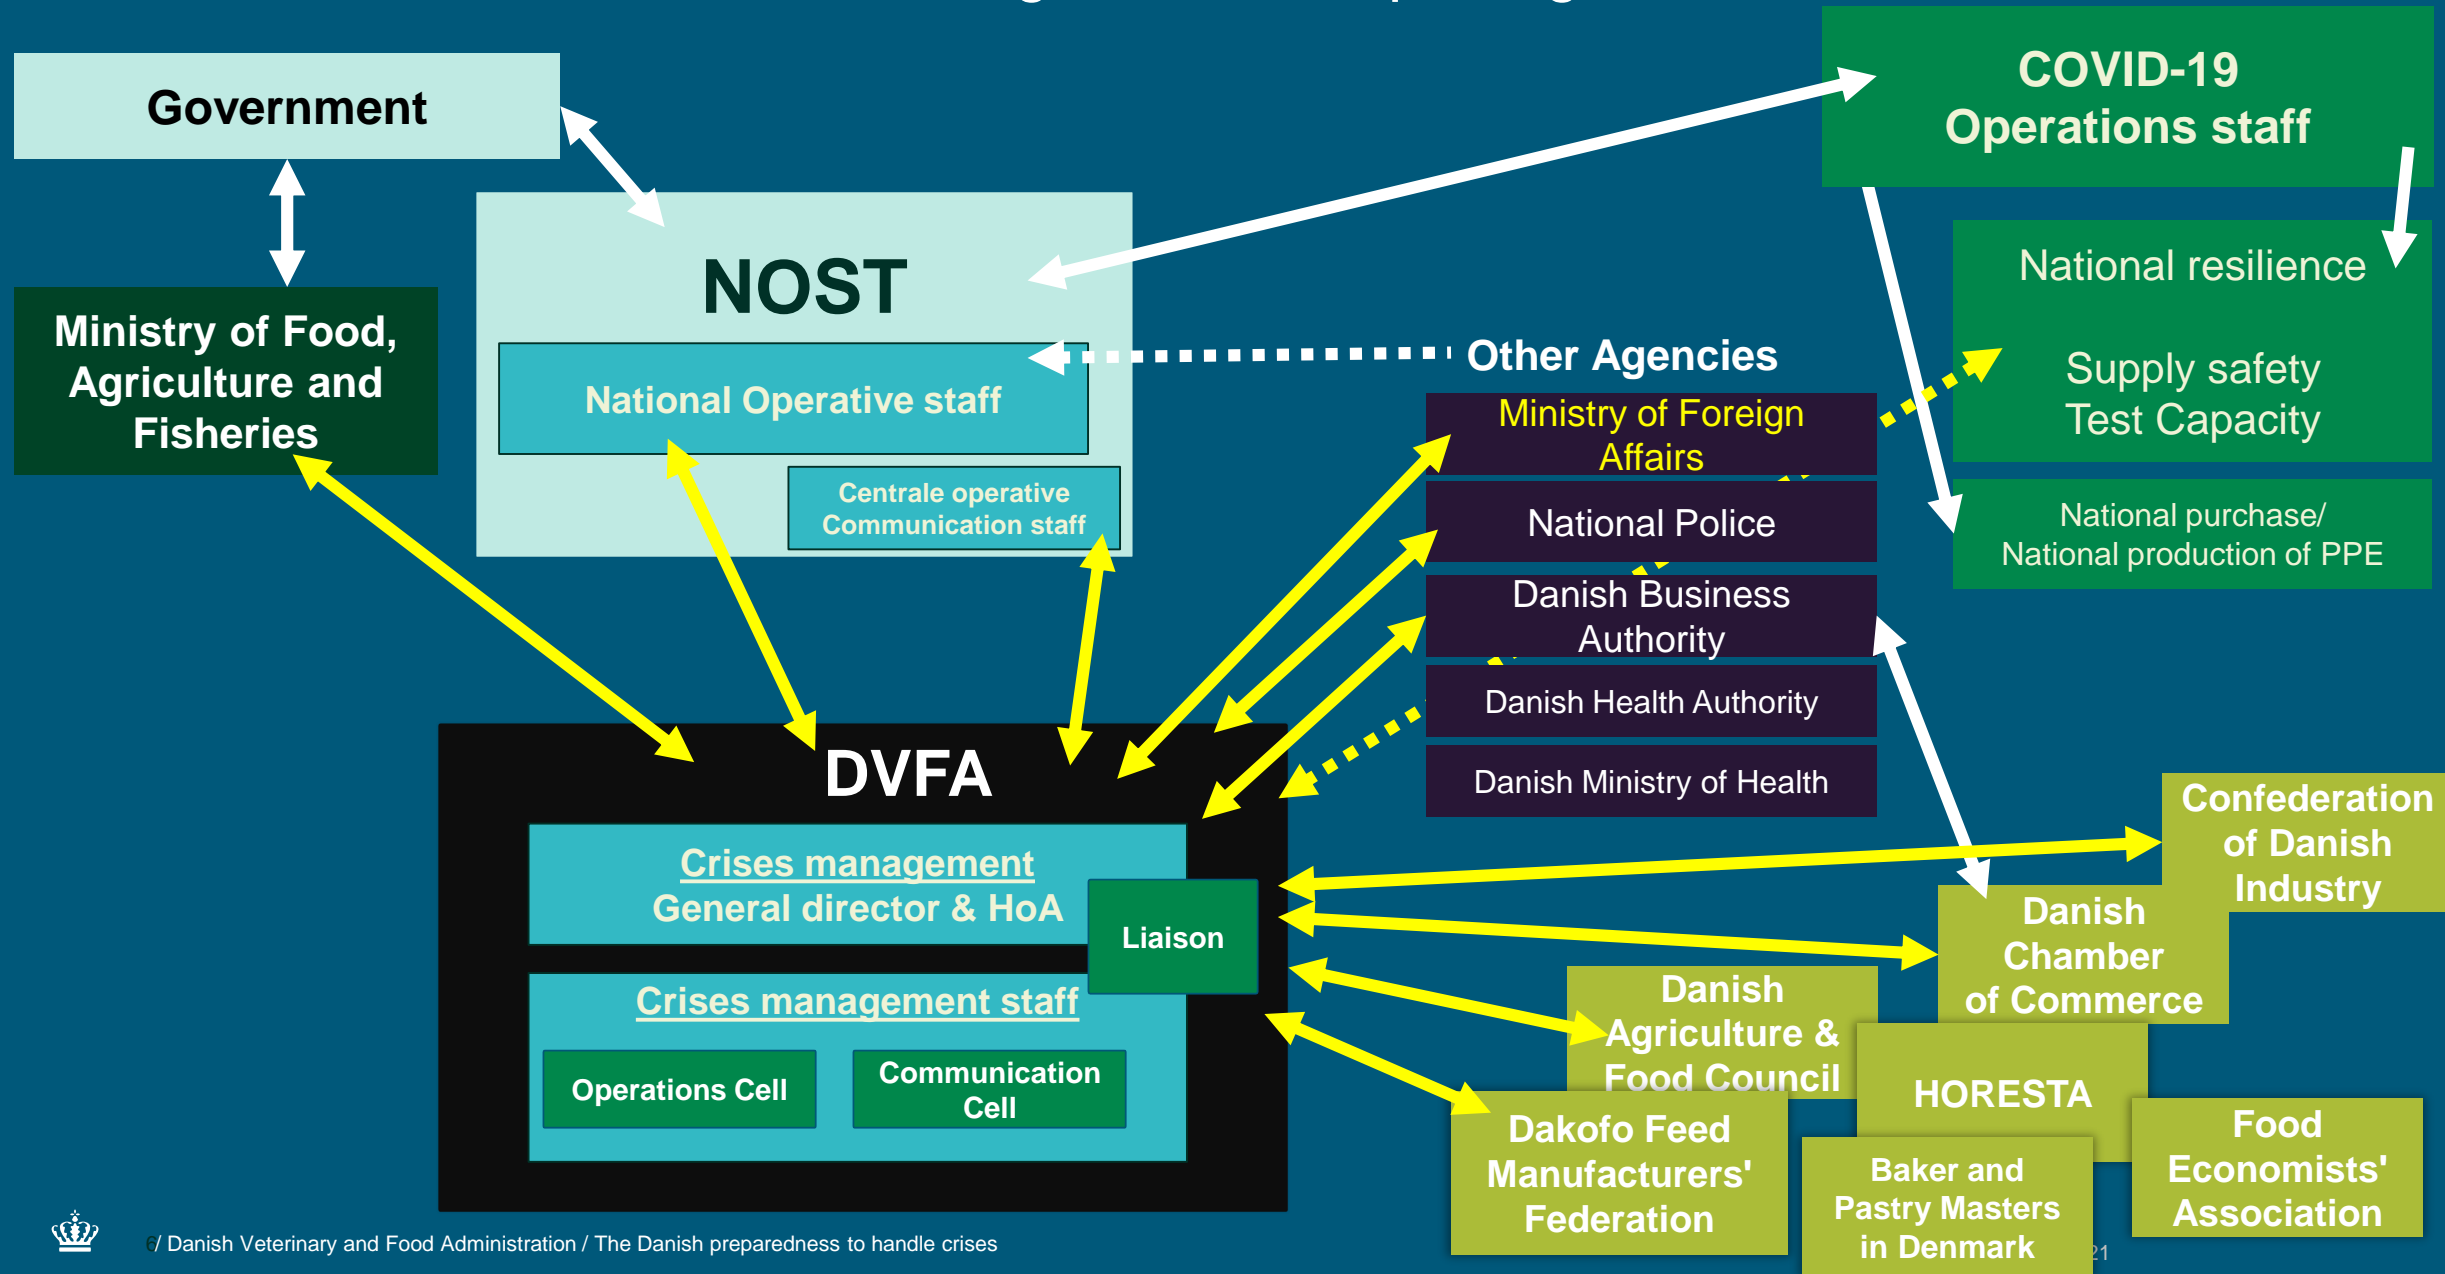 COVID-19
Operations staff
Government
NOST
National resilience
Supply safety
Test Capacity
Ministry of Food,
Agriculture and
Fisheries
Other Agencies
National Operative staff
Ministry of Foreign
Affairs
Centrale operative
Communication staff
National Police
National purchase/
National production of PPE
Danish Business
Authority
Danish Health Authority
Danish Ministry of Health
DVFA
Crises management
General director & HoA
Liaison
Crises management staff
Operations Cell
Communication
Cell
Confederation
of Danish
Industry
Danish
Chamber
of Commerce
Danish
Agriculture &
Food Council
HORESTA
Dakofo Feed
Manufacturers'
Federation
Baker and
Pastry Masters
in Denmark
Food
Economists'
Association
6/ Danish Veterinary and Food Administration / The Danish preparedness to handle crises
21